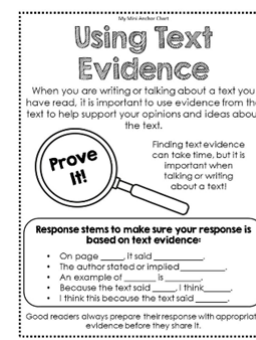 My Mini Anchor Chart
Using Text
Evidence
When you are writing or talking about a text you
have read, it is important to use evidence from the
text to help support your opinions and ideas about
the text.
Prove
It!
Finding text evidence
can take time, but it is
important when
talking or writing
about a text!
Response stems to make sure your response is
based on text evidence:
• On page ____, it said __________.
• The author stated or implied_________.
• An example of ______ is _______.
• Because the text said _____, I think_____.
• I think this because the text said _______.
Good readers always prepare their response with
evidence before they share it.